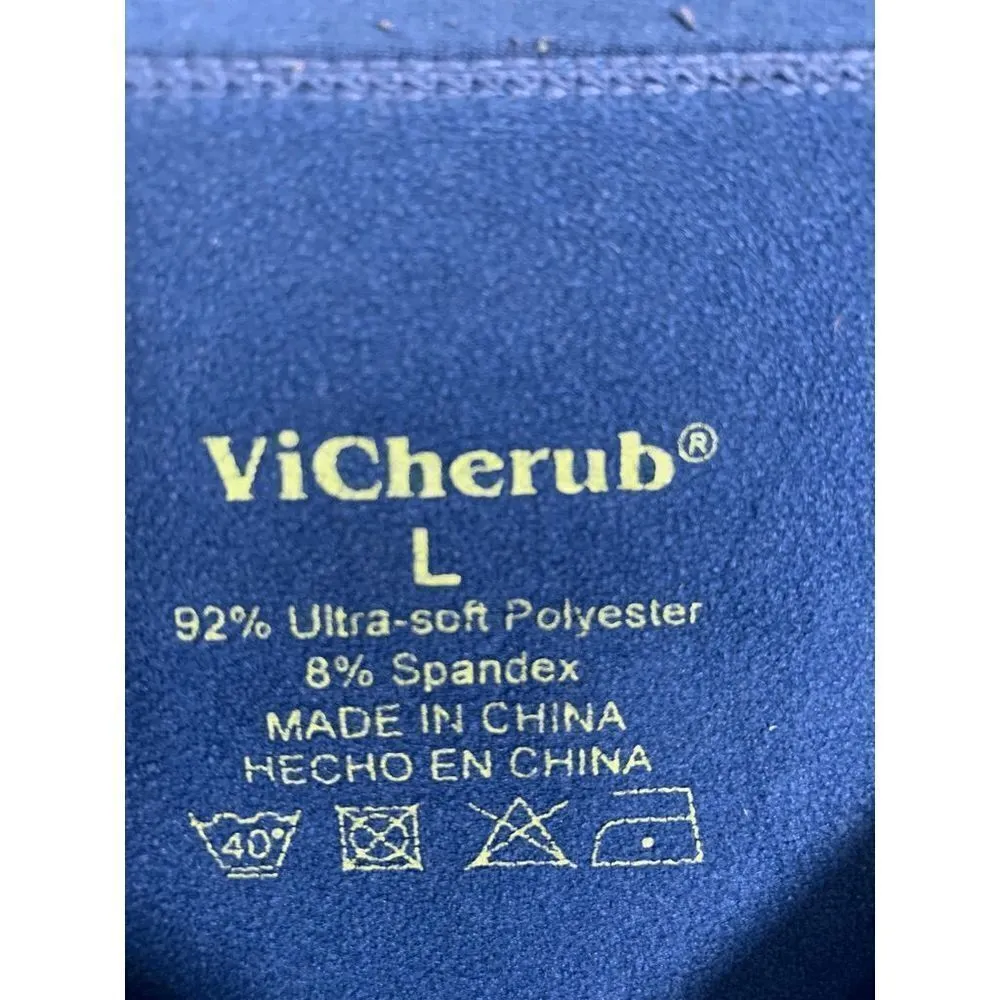 ViCherub®
L
92% Ultra-soft Polyester
8% Spandex
MADE IN CHINA
HECHO EN CHINA
40°